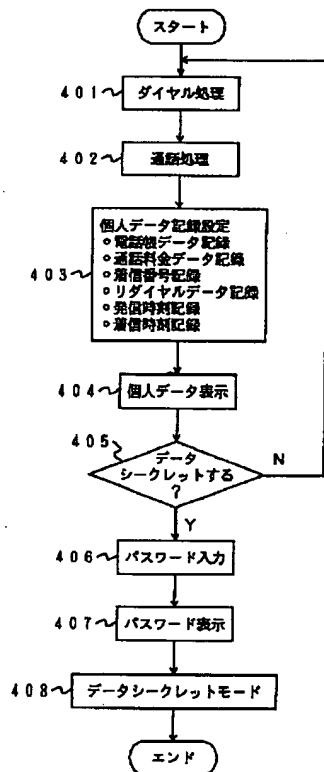 スタート
401 ダイヤル処理
402 通話処理
403 個人データ記録設定
○電話帳データ記録
○通話料金データ記録
○着信番号記録
○リダイヤルデータ記録
○発信時刻記録
○着信時刻記録
404 個人データ表示
405 データ
シークレットする
?
N
Y
406 パスワード入力
407 パスワード表示
408 データシークレットモード
エンド